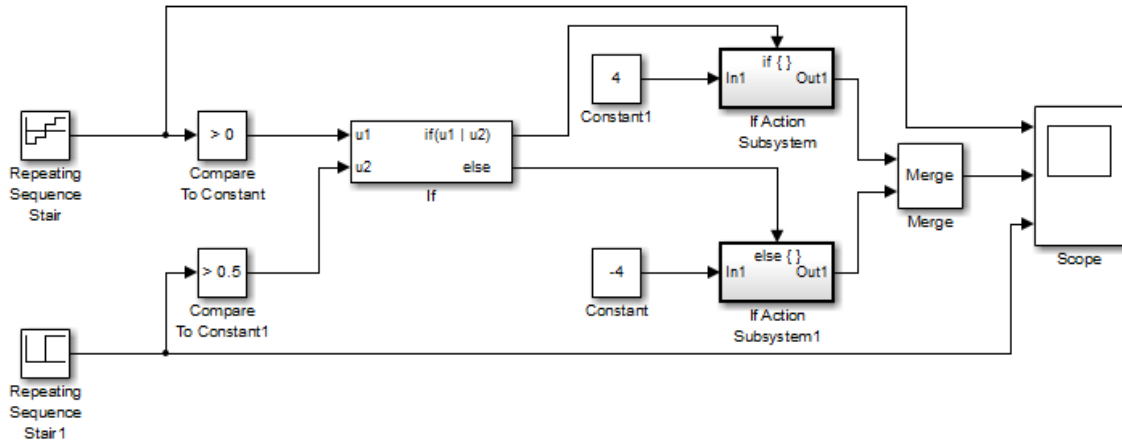 if { }
In1
Out1
4
Constant1
If Action
Subsystem
> 0
Compare
To Constant
u1
if(u1 | u2)
u2
else
If
Repeating
Sequence
Stair
Merge
Merge
Scope
> 0.5
Compare
To Constant1
-4
Constant
else { }
In1
Out1
If Action
Subsystem1
Repeating
Sequence
Stair1